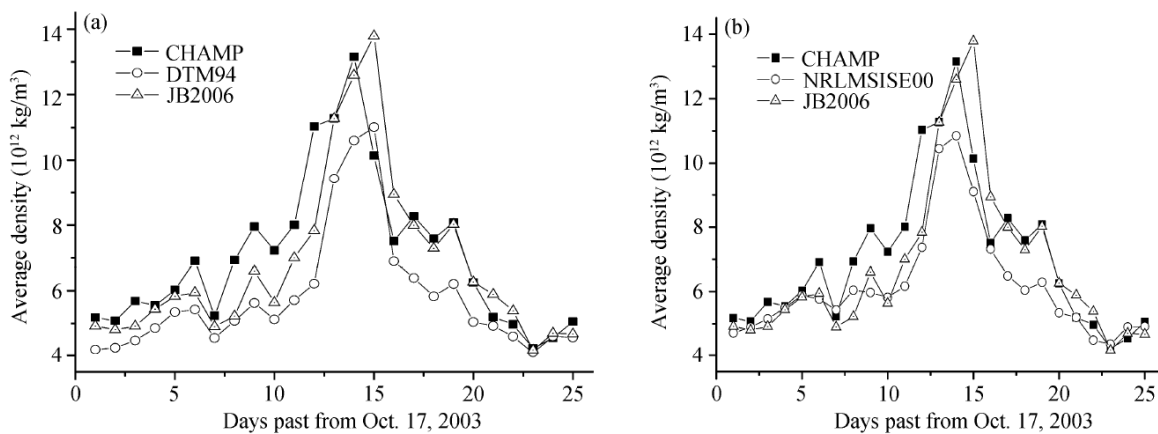 (a)
CHAMP
DTM94
JB2006
14
12
10
8
6
4
0 5 10 15 20 25
Average density (10¹² kg/m³)
Days past from Oct. 17, 2003
(b)
CHAMP
NRLMSISE00
JB2006
14
12
10
8
6
4
0 5 10 15 20 25
Average density (10¹² kg/m³)
Days past from Oct. 17, 2003